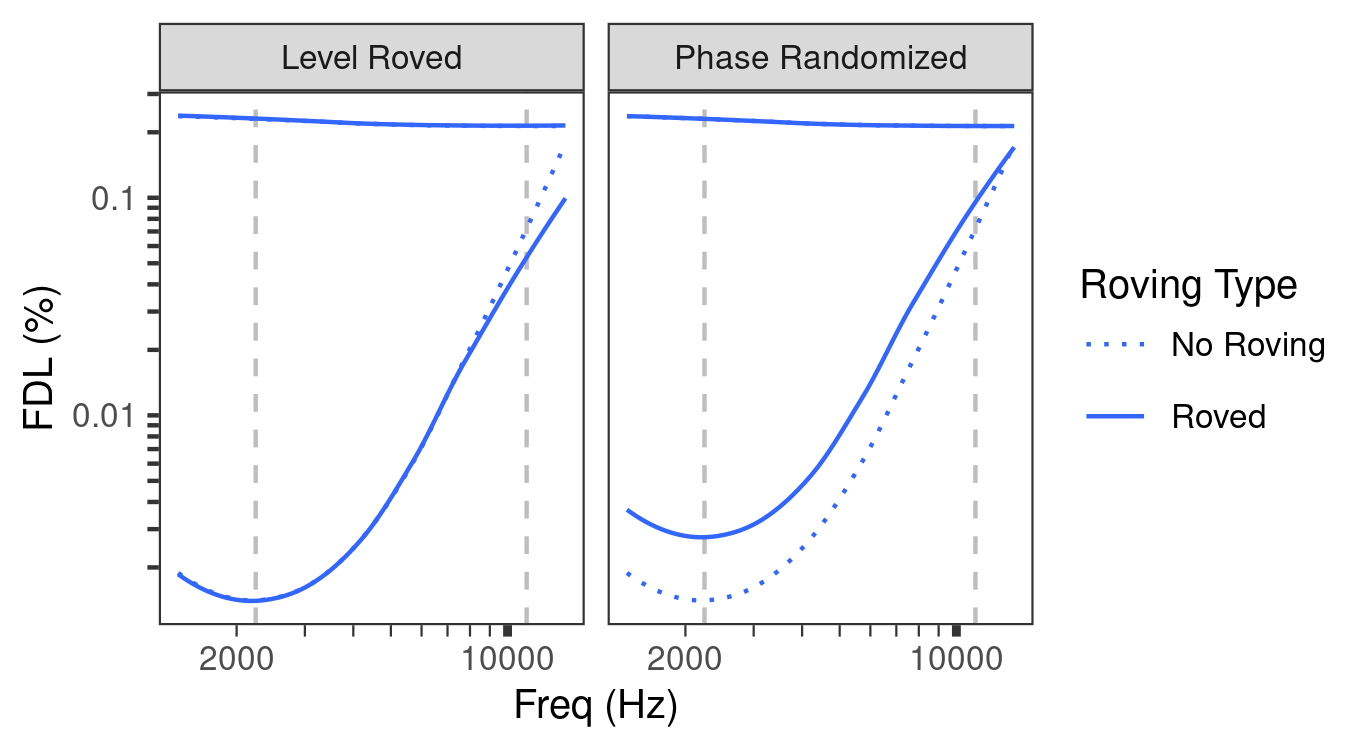 Level Roved
Phase Randomized
FDL (%)
0.1
0.01
2000
10000
2000
10000
Freq (Hz)
Roving Type
No Roving
Roved